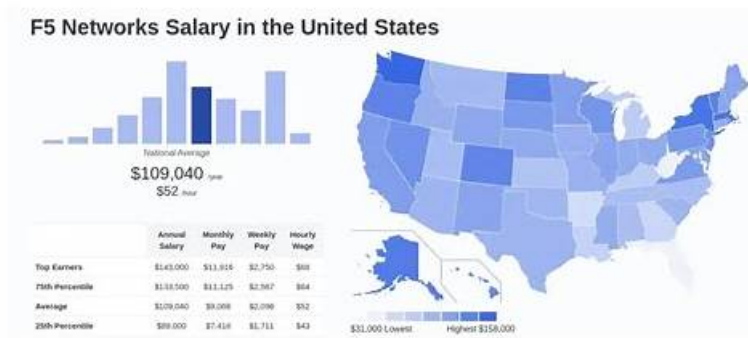 F5 Networks Salary in the United States
National Average
$109,040 /year
$52 /hour
Annual Salary Monthly Pay Weekly Pay Hourly Wage
Top Earners $143,000 $11,916 $2,750 $69
75th Percentile $133,500 $11,125 $2,567 $64
Average $109,040 $9,086 $2,096 $52
25th Percentile $89,000 $7,416 $1,711 $43
$31,000 Lowest Highest $158,000